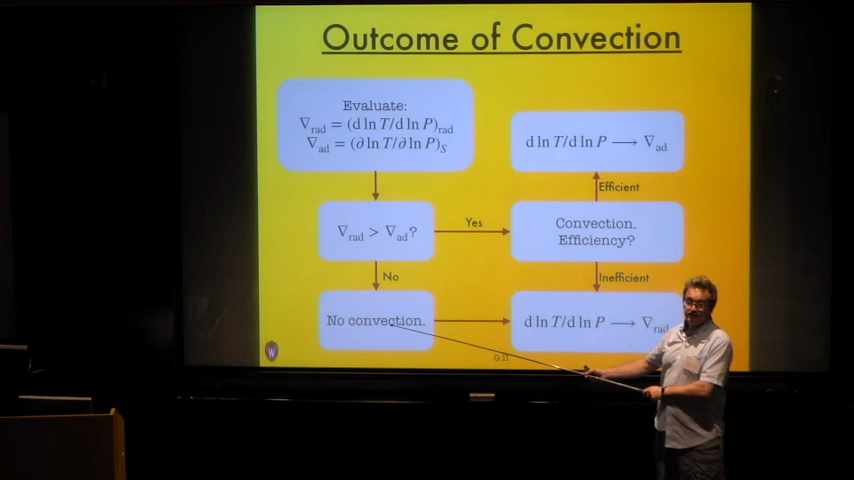 Outcome of Convection
Evaluate:
∇rad = (d ln T/d ln P)rad
∇ad = (∂ ln T/∂ ln P)S
d ln T/d ln P ⟶ ∇ad
Efficient
∇rad > ∇ad?
Yes
Convection.
Efficiency?
No
Inefficient
No convection.
d ln T/d ln P ⟶ ∇rad
W